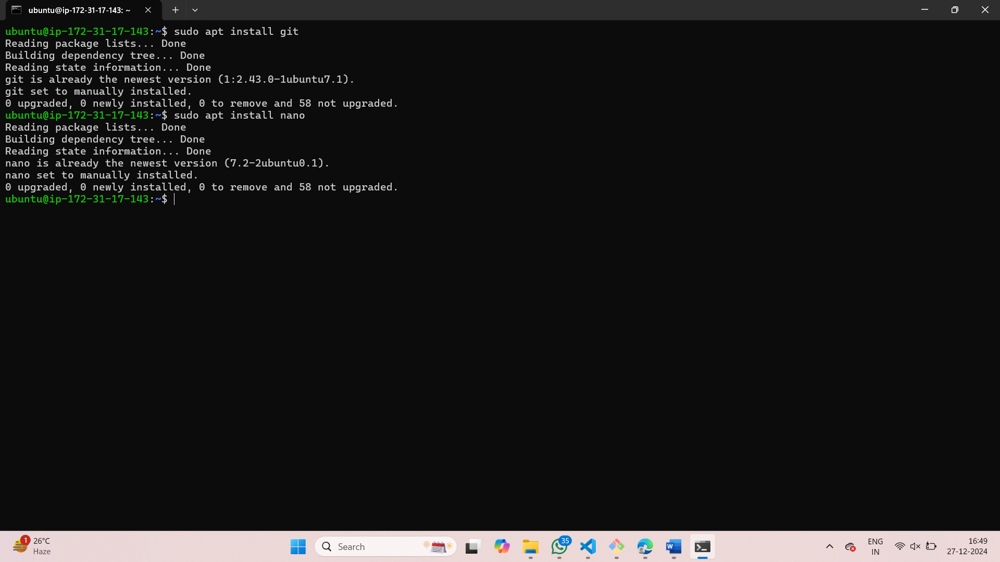 ubuntu@ip-172-31-17-143: ~
ubuntu@ip-172-31-17-143:~$ sudo apt install git
Reading package lists... Done
Building dependency tree... Done
Reading state information... Done
git is already the newest version (1:2.43.0-1ubuntu7.1).
git set to manually installed.
0 upgraded, 0 newly installed, 0 to remove and 58 not upgraded.
ubuntu@ip-172-31-17-143:~$ sudo apt install nano
Reading package lists... Done
Building dependency tree... Done
Reading state information... Done
nano is already the newest version (7.2-2ubuntu0.1).
nano set to manually installed.
0 upgraded, 0 newly installed, 0 to remove and 58 not upgraded.
ubuntu@ip-172-31-17-143:~$
1
26°C
Haze
Search
35
W
ENG
IN
16:49
27-12-2024